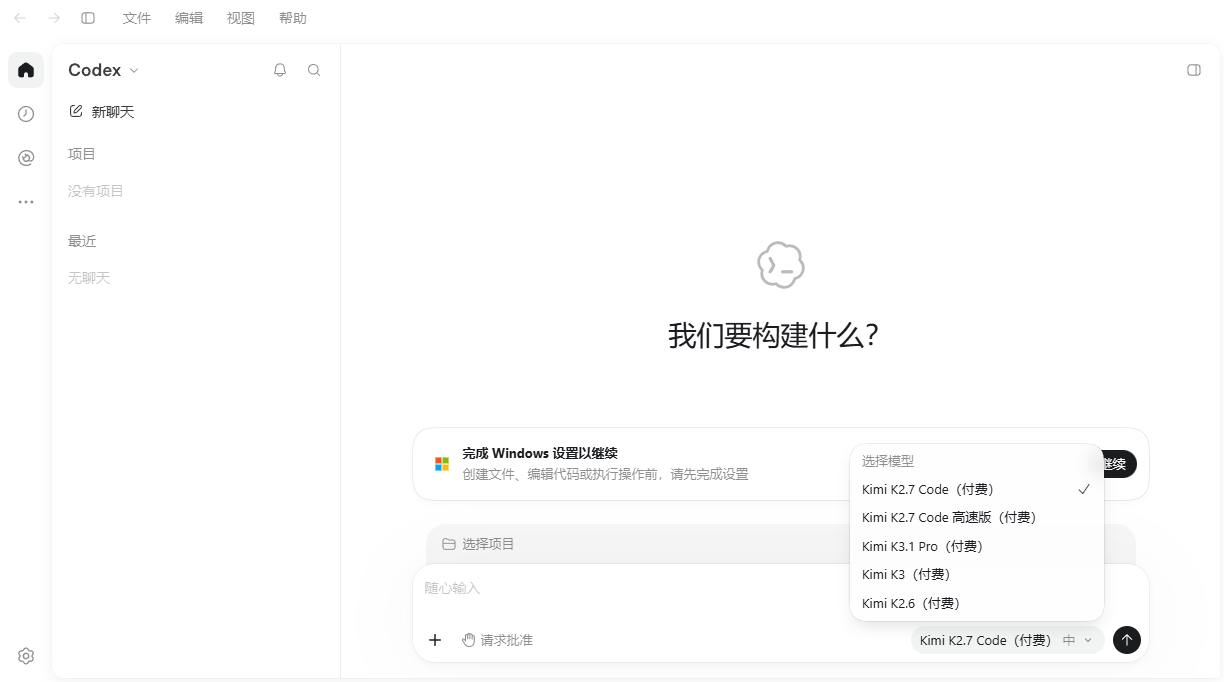 文件 编辑 视图 帮助
Codex
新聊天
项目
没有项目
最近
无聊天
我们要构建什么？
完成 Windows 设置以继续
创建文件、编辑代码或执行操作前，请先完成设置
继续
选择模型
Kimi K2.7 Code（付费）
Kimi K2.7 Code 高速版（付费）
Kimi K3.1 Pro（付费）
Kimi K3（付费）
Kimi K2.6（付费）
选择项目
随心输入
请求批准
Kimi K2.7 Code（付费） 中